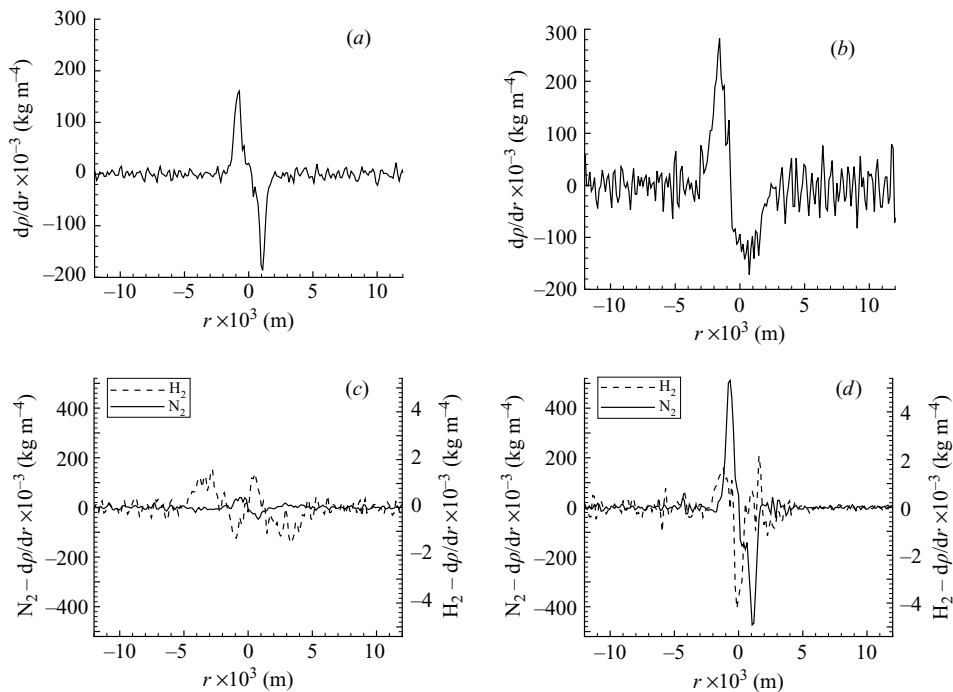 300
200
100
0
–100
–200
dρ/dr ×10–3 (kg m–4)
(a)
–10 –5 0 5 10
r ×103 (m)
300
200
100
0
–100
–200
dρ/dr ×10–3 (kg m–4)
(b)
–10 –5 0 5 10
r ×103 (m)
H2
N2
(c)
400
200
0
–200
–400
N2 – dρ/dr ×10–3 (kg m–4)
4
2
0
–2
–4
H2 – dρ/dr ×10–3 (kg m–4)
–10 –5 0 5 10
r ×103 (m)
H2
N2
(d)
400
200
0
–200
–400
N2 – dρ/dr ×10–3 (kg m–4)
4
2
0
–2
–4
H2 – dρ/dr ×10–3 (kg m–4)
–10 –5 0 5 10
r ×103 (m)